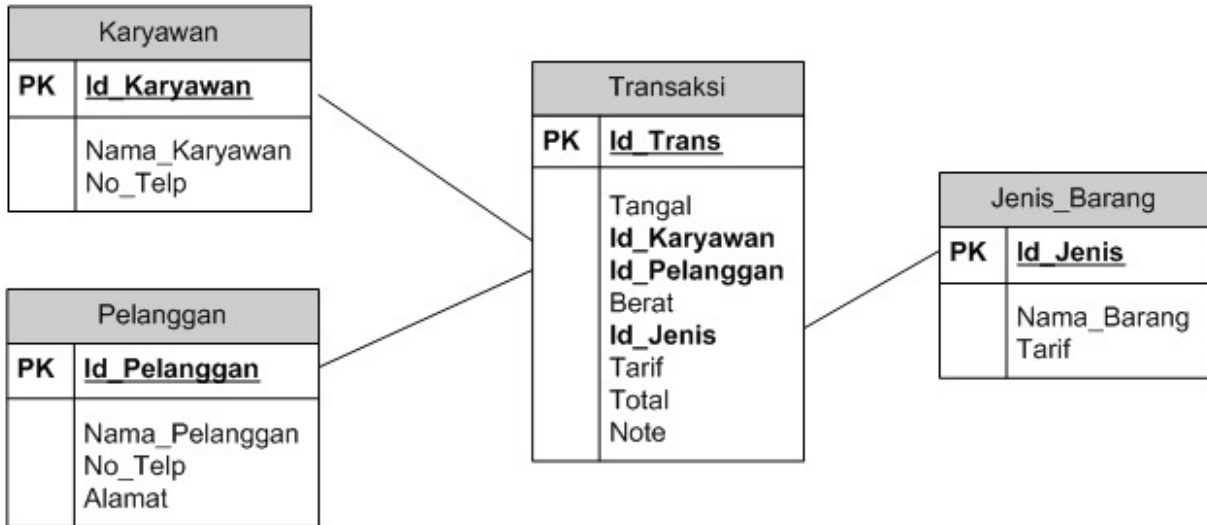 Karyawan
PK Id_Karyawan
Nama_Karyawan
No_Telp
Pelanggan
PK Id_Pelanggan
Nama_Pelanggan
No_Telp
Alamat
Transaksi
PK Id_Trans
Tangal
Id_Karyawan
Id_Pelanggan
Berat
Id_Jenis
Tarif
Total
Note
Jenis_Barang
PK Id_Jenis
Nama_Barang
Tarif